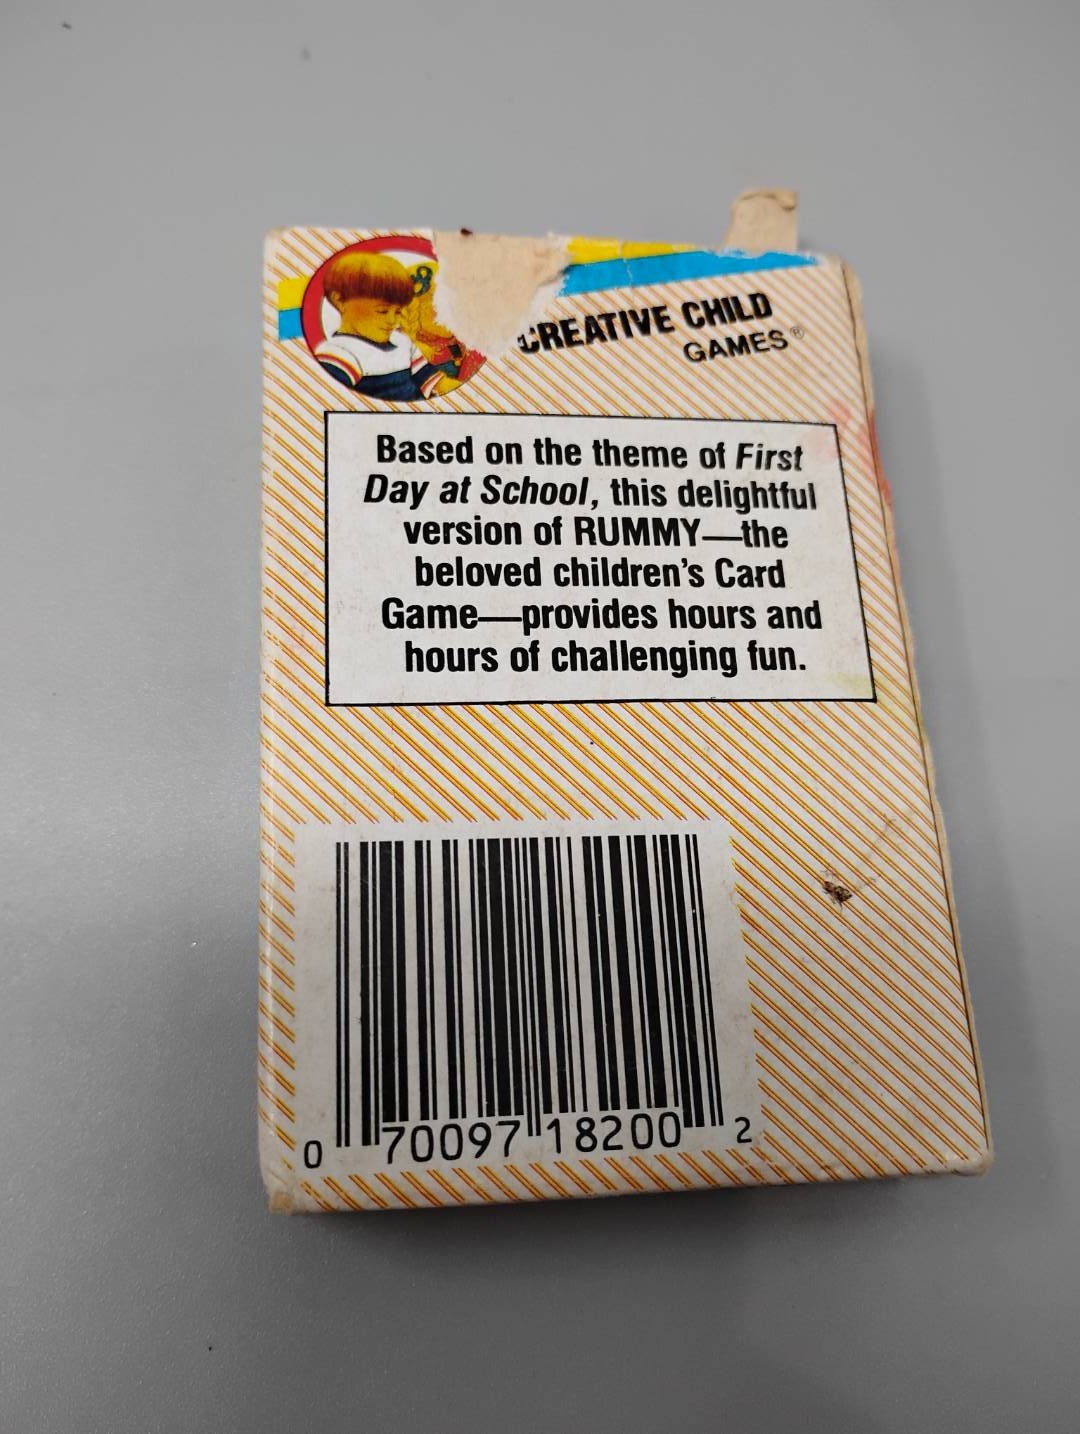 CREATIVE CHILD
GAMES®
Based on the theme of First
Day at School, this delightful
version of RUMMY—the
beloved children's Card
Game—provides hours and
hours of challenging fun.
0 70097 18200 2